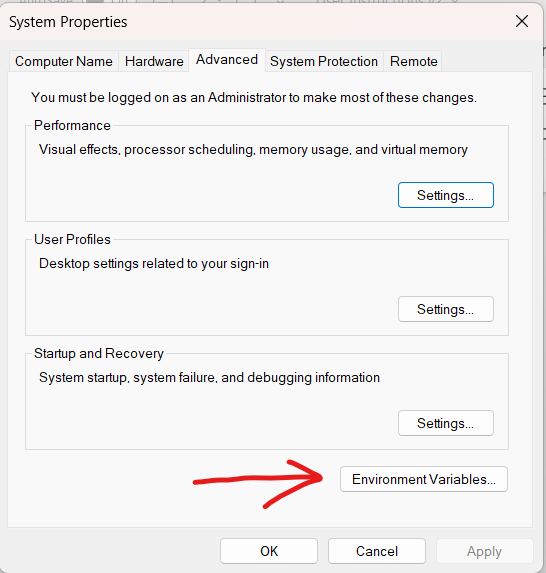 System Properties
Computer Name Hardware Advanced System Protection Remote
You must be logged on as an Administrator to make most of these changes.
Performance
Visual effects, processor scheduling, memory usage, and virtual memory
Settings...
User Profiles
Desktop settings related to your sign-in
Settings...
Startup and Recovery
System startup, system failure, and debugging information
Settings...
Environment Variables...
OK Cancel Apply